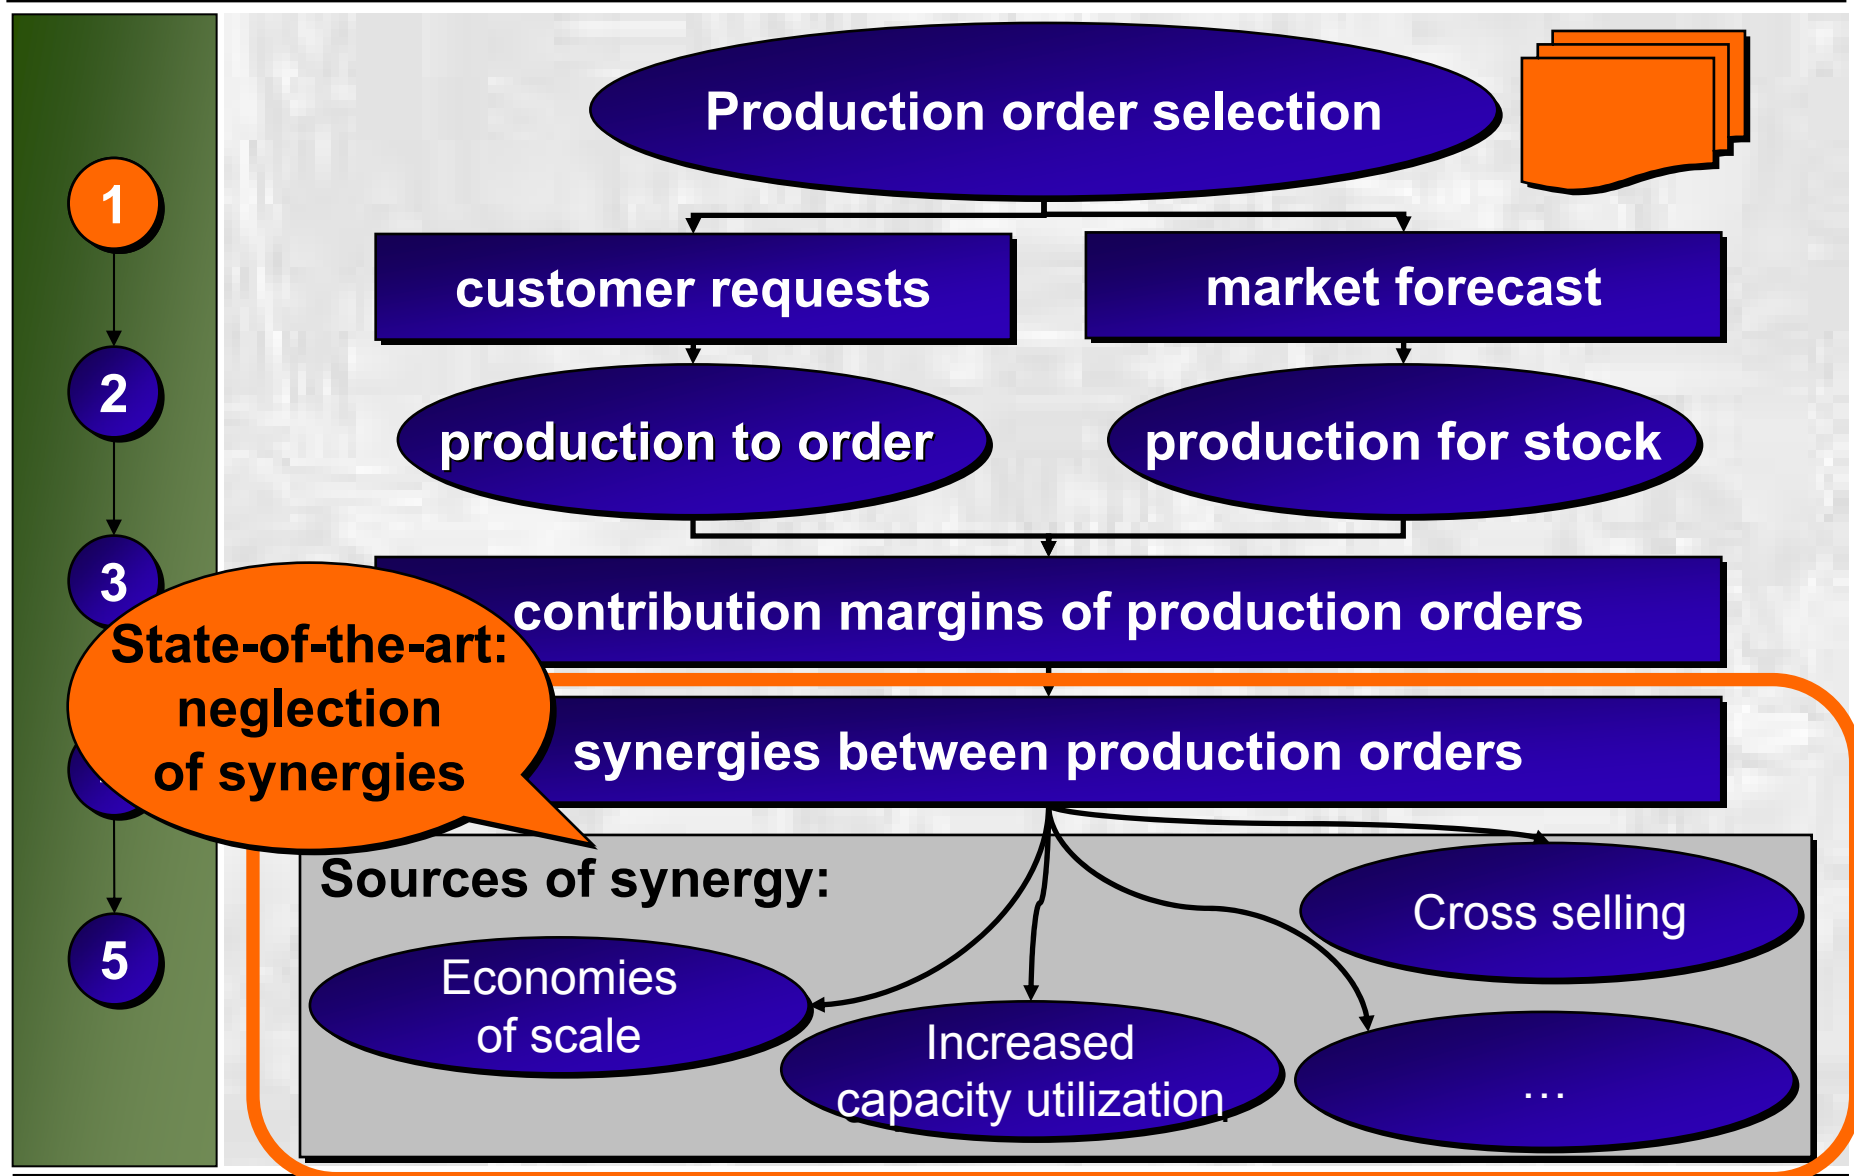 Production order selection
1
customer requests
market forecast
2
production to order
production for stock
3
contribution margins of production orders
State-of-the-art:
neglection
of synergies
synergies between production orders
Sources of synergy:
Cross selling
5
Economies
of scale
Increased
capacity utilization
…